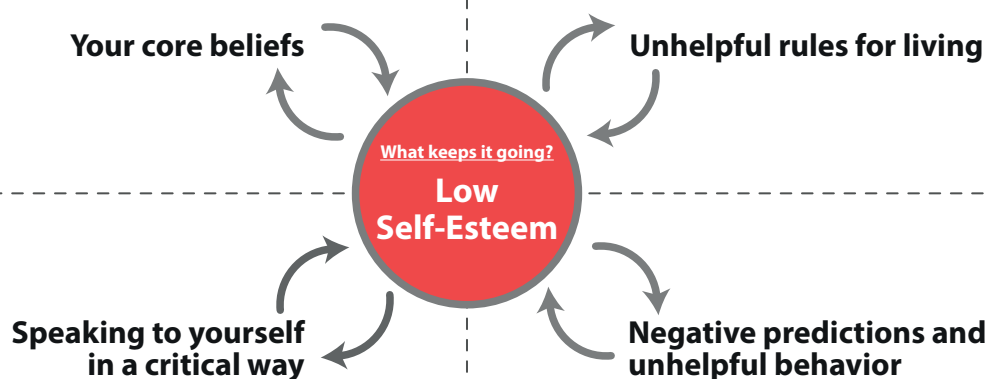 Your core beliefs
Unhelpful rules for living
What keeps it going?
Low
Self-Esteem
Speaking to yourself
in a critical way
Negative predictions and
unhelpful behavior